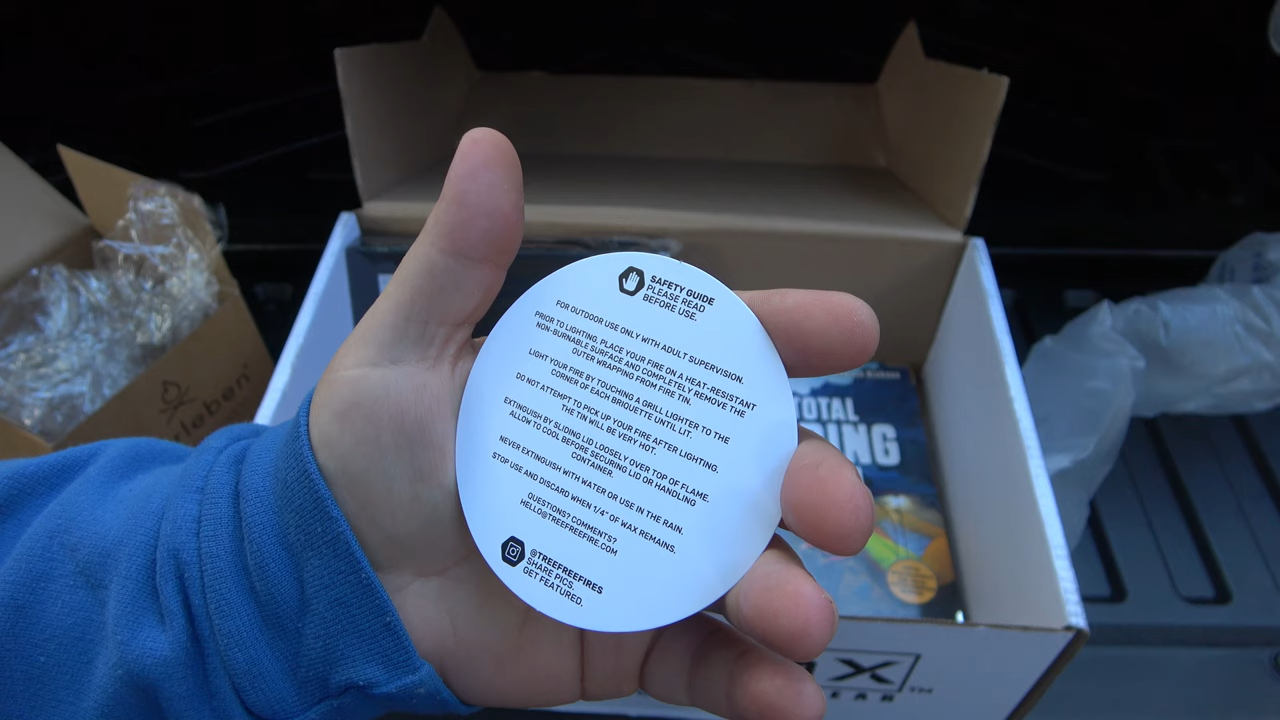 SAFETY GUIDE
PLEASE READ
BEFORE USE.
FOR OUTDOOR USE ONLY WITH ADULT SUPERVISION.
PRIOR TO LIGHTING, PLACE YOUR FIRE ON A HEAT-RESISTANT
NON-BURNABLE SURFACE AND COMPLETELY REMOVE THE
OUTER WRAPPING FROM FIRE TIN.
LIGHT YOUR FIRE BY TOUCHING A GRILL LIGHTER TO THE
CORNER OF EACH BRIQUETTE UNTIL LIT.
DO NOT ATTEMPT TO PICK UP YOUR FIRE AFTER LIGHTING.
THE TIN WILL BE VERY HOT.
EXTINGUISH BY SLIDING LID LOOSELY OVER TOP OF FLAME.
ALLOW TO COOL BEFORE SECURING LID OR HANDLING
CONTAINER.
NEVER EXTINGUISH WITH WATER OR USE IN THE RAIN.
STOP USE AND DISCARD WHEN 1/4" OF WAX REMAINS.
QUESTIONS? COMMENTS?
HELLO@TREEFREEFIRE.COM
@TREEFREEFIRES
SHARE PICS.
GET FEATURED.
TOTAL